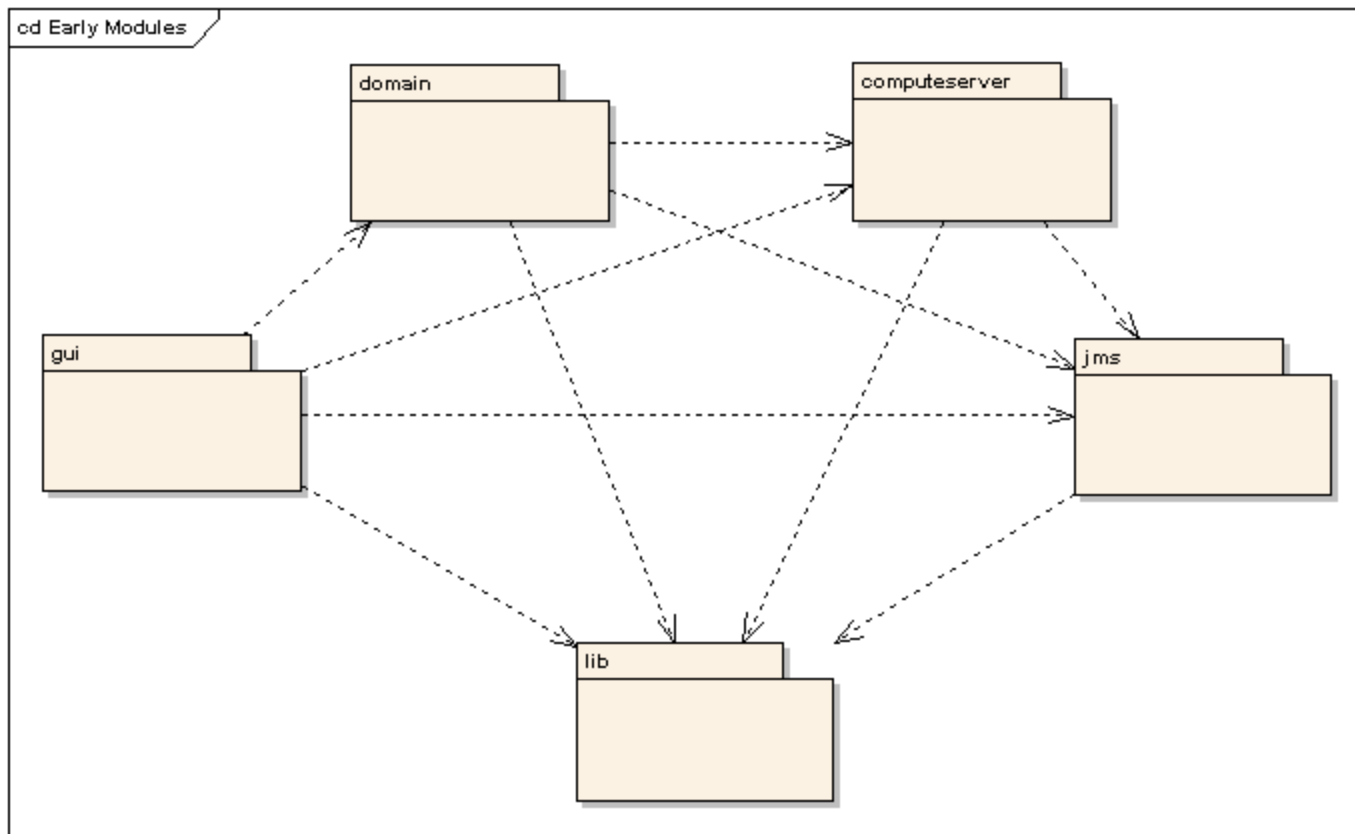 cd Early Modules
domain
computeserver
gui
jms
lib